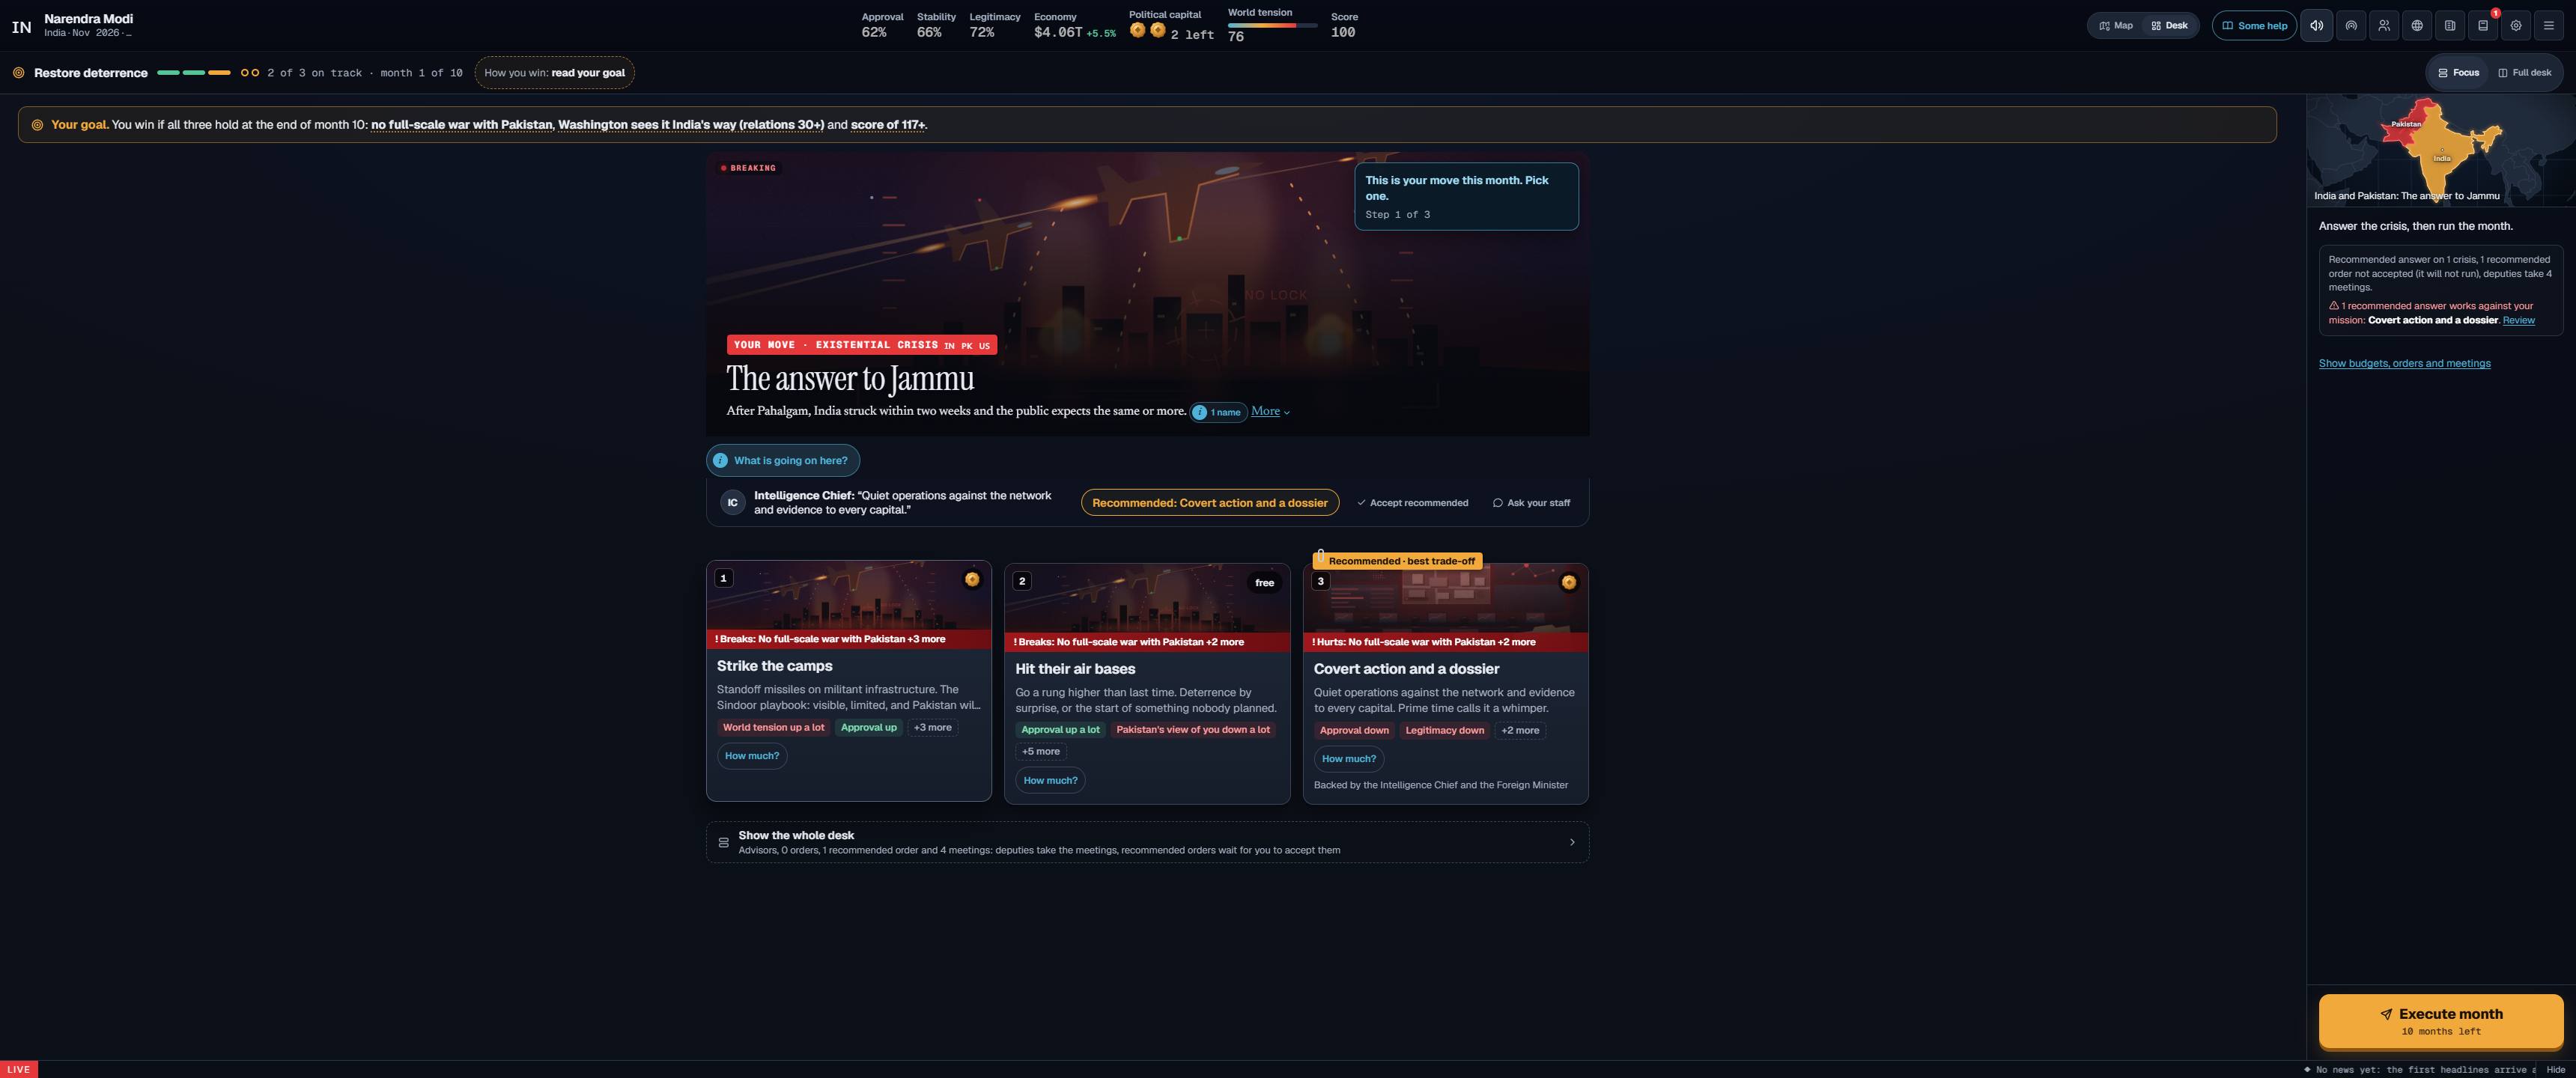 IN
Narendra Modi
India · Nov 2026 · …
Approval
62%
Stability
66%
Legitimacy
72%
Economy
$4.06T +5.5%
Political capital
2 left
World tension
76
Score
100
Map
Desk
Some help
1
Restore deterrence
2 of 3 on track · month 1 of 10
How you win: read your goal
Focus
Full desk
Your goal. You win if all three hold at the end of month 10: no full-scale war with Pakistan, Washington sees it India's way (relations 30+) and score of 117+.
BREAKING
This is your move this month. Pick
one.
Step 1 of 3
NO LOCK
YOUR MOVE · EXISTENTIAL CRISIS IN PK US
The answer to Jammu
After Pahalgam, India struck within two weeks and the public expects the same or more. i 1 name More
i What is going on here?
IC
Intelligence Chief: “Quiet operations against the network
and evidence to every capital.”
Recommended: Covert action and a dossier
Accept recommended
Ask your staff
1
! Breaks: No full-scale war with Pakistan +3 more
Strike the camps
Standoff missiles on militant infrastructure. The
Sindoor playbook: visible, limited, and Pakistan wil…
World tension up a lot
Approval up
+3 more
How much?
2
free
! Breaks: No full-scale war with Pakistan +2 more
Hit their air bases
Go a rung higher than last time. Deterrence by
surprise, or the start of something nobody planned.
Approval up a lot
Pakistan's view of you down a lot
+5 more
How much?
Recommended · best trade-off
3
! Hurts: No full-scale war with Pakistan +2 more
Covert action and a dossier
Quiet operations against the network and evidence
to every capital. Prime time calls it a whimper.
Approval down
Legitimacy down
+2 more
How much?
Backed by the Intelligence Chief and the Foreign Minister
Show the whole desk
Advisors, 0 orders, 1 recommended order and 4 meetings: deputies take the meetings, recommended orders wait for you to accept them
Pakistan
India
India and Pakistan: The answer to Jammu
Answer the crisis, then run the month.
Recommended answer on 1 crisis, 1 recommended
order not accepted (it will not run), deputies take 4
meetings.
1 recommended answer works against your
mission: Covert action and a dossier. Review
Show budgets, orders and meetings
Execute month
10 months left
LIVE
No news yet: the first headlines arrive a
Hide